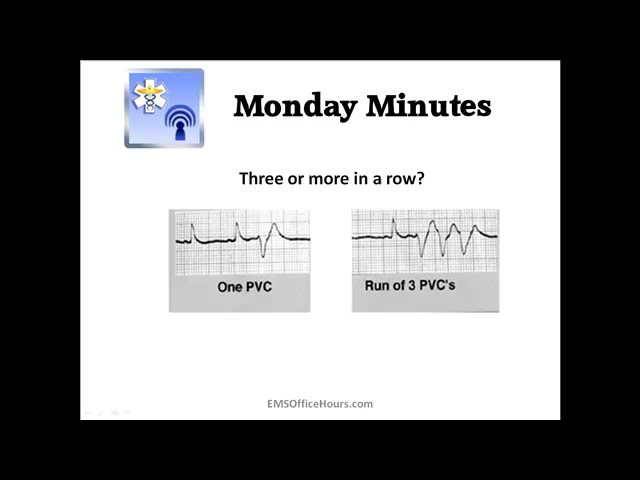 Monday Minutes
Three or more in a row?
One PVC
Run of 3 PVC's
EMSOfficeHours.com